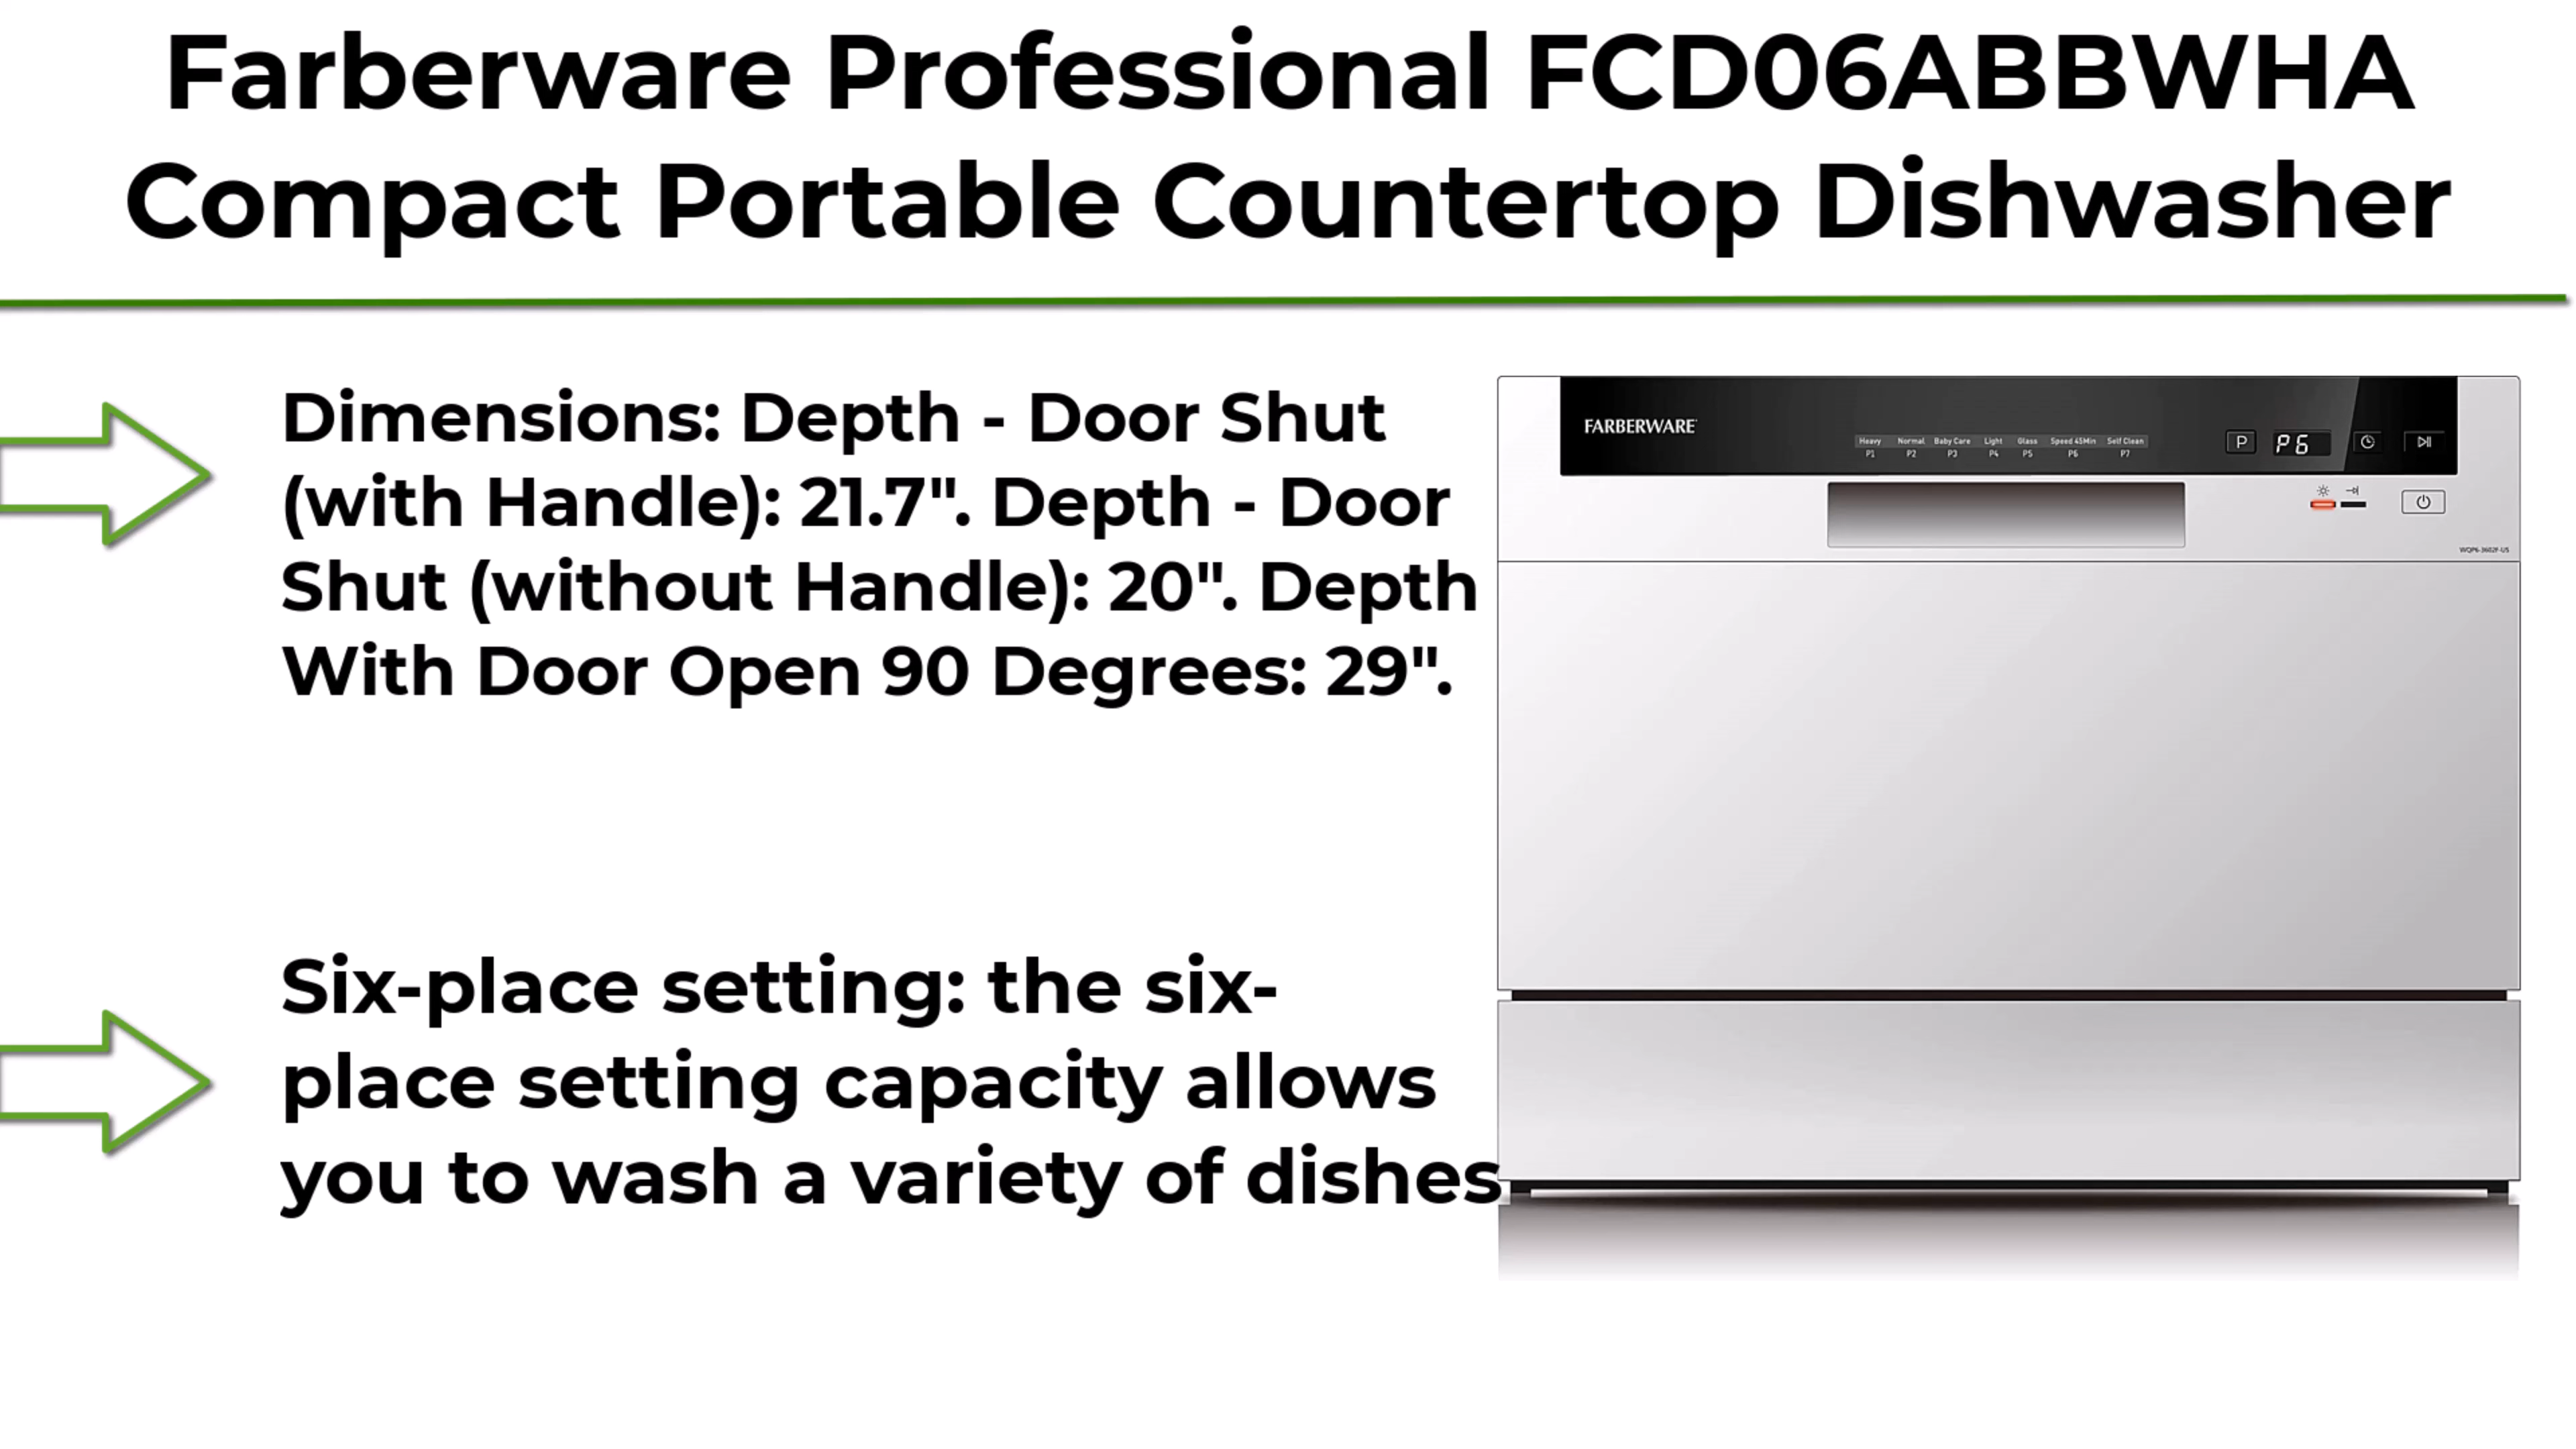 Farberware Professional FCD06ABBWHA
Compact Portable Countertop Dishwasher
Dimensions: Depth - Door Shut
(with Handle): 21.7". Depth - Door
Shut (without Handle): 20". Depth
With Door Open 90 Degrees: 29".
Six-place setting: the six-
place setting capacity allows
you to wash a variety of dishes
FARBERWARE
Heavy Normal Baby Care Light Glass Speed 45Min Self Clean
P1 P2 P3 P4 P5 P6 P7
P P6
WQP6-3602F-US